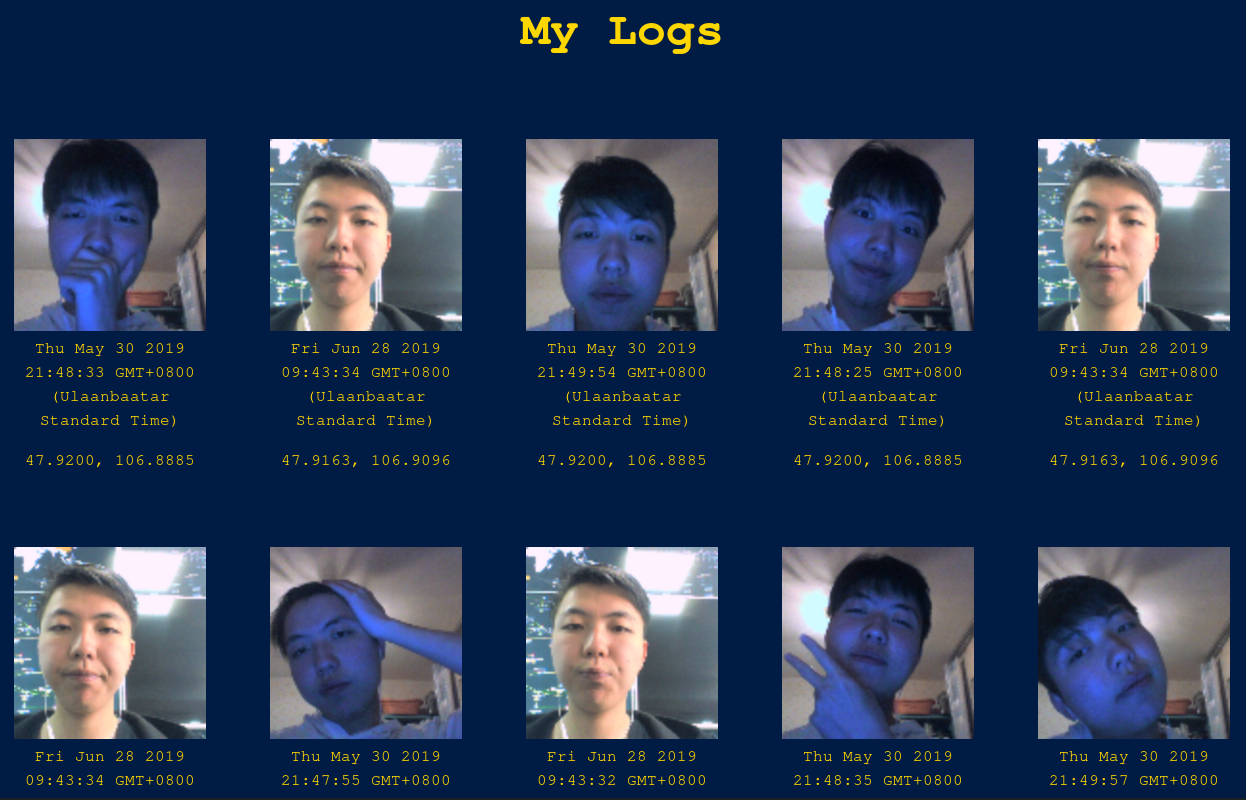 My Logs
Thu May 30 2019
21:48:33 GMT+0800
(Ulaanbaatar
Standard Time)
47.9200, 106.8885
Fri Jun 28 2019
09:43:34 GMT+0800
(Ulaanbaatar
Standard Time)
47.9163, 106.9096
Thu May 30 2019
21:49:54 GMT+0800
(Ulaanbaatar
Standard Time)
47.9200, 106.8885
Thu May 30 2019
21:48:25 GMT+0800
(Ulaanbaatar
Standard Time)
47.9200, 106.8885
Fri Jun 28 2019
09:43:34 GMT+0800
(Ulaanbaatar
Standard Time)
47.9163, 106.9096
Fri Jun 28 2019
09:43:34 GMT+0800
Thu May 30 2019
21:47:55 GMT+0800
Fri Jun 28 2019
09:43:32 GMT+0800
Thu May 30 2019
21:48:35 GMT+0800
Thu May 30 2019
21:49:57 GMT+0800